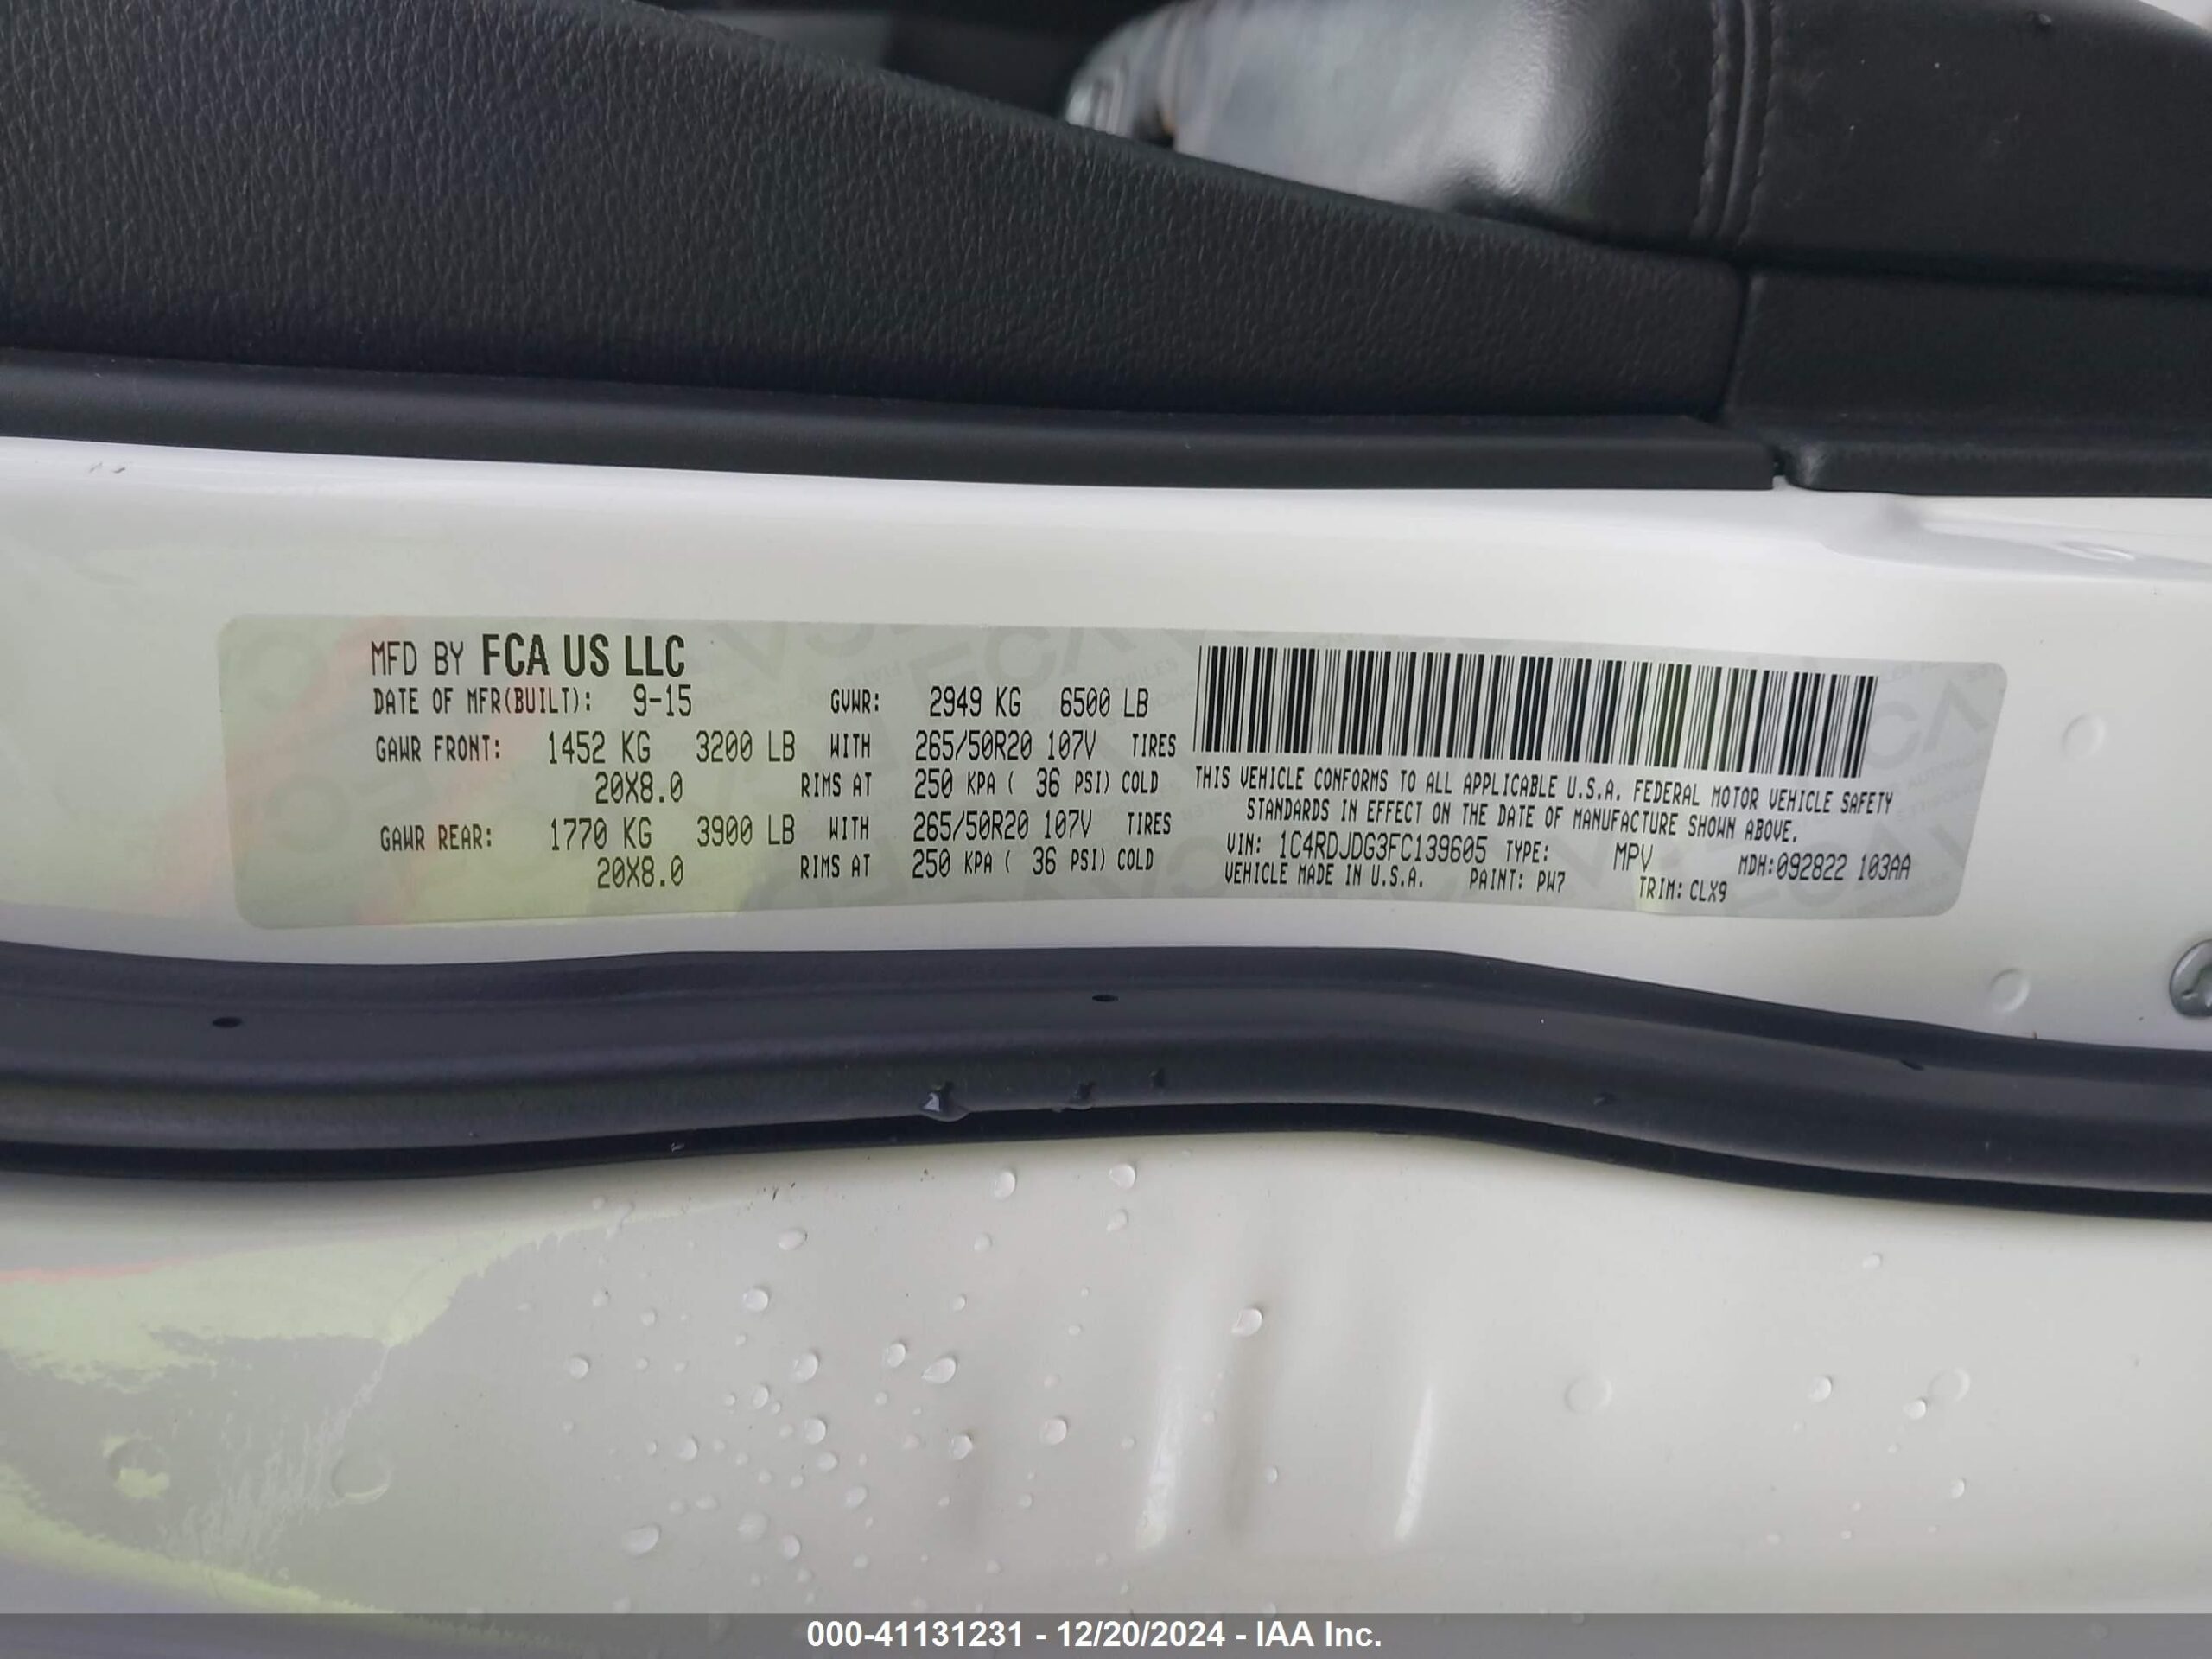 MFD BY FCA US LLC
DATE OF MFR(BUILT): 9-15 GVWR: 2949 KG 6500 LB
GAWR FRONT: 1452 KG 3200 LB WITH 265/50R20 107V TIRES
20X8.0 RIMS AT 250 KPA ( 36 PSI) COLD
GAWR REAR: 1770 KG 3900 LB WITH 265/50R20 107V TIRES
20X8.0 RIMS AT 250 KPA ( 36 PSI) COLD
THIS VEHICLE CONFORMS TO ALL APPLICABLE U.S.A. FEDERAL MOTOR VEHICLE SAFETY
STANDARDS IN EFFECT ON THE DATE OF MANUFACTURE SHOWN ABOVE.
VIN: 1C4RDJDG3FC139605 TYPE: MPV MDH:092822 103AA
VEHICLE MADE IN U.S.A. PAINT: PW7 TRIM: CLX9
000-41131231 - 12/20/2024 - IAA Inc.